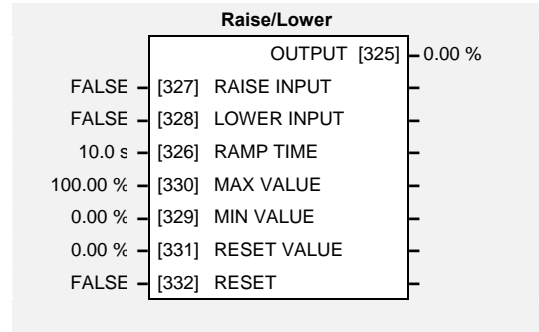 Raise/Lower
OUTPUT [325] – 0.00 %
FALSE – [327] RAISE INPUT –
FALSE – [328] LOWER INPUT –
10.0 s – [326] RAMP TIME –
100.00 % – [330] MAX VALUE –
0.00 % – [329] MIN VALUE –
0.00 % – [331] RESET VALUE –
FALSE – [332] RESET –